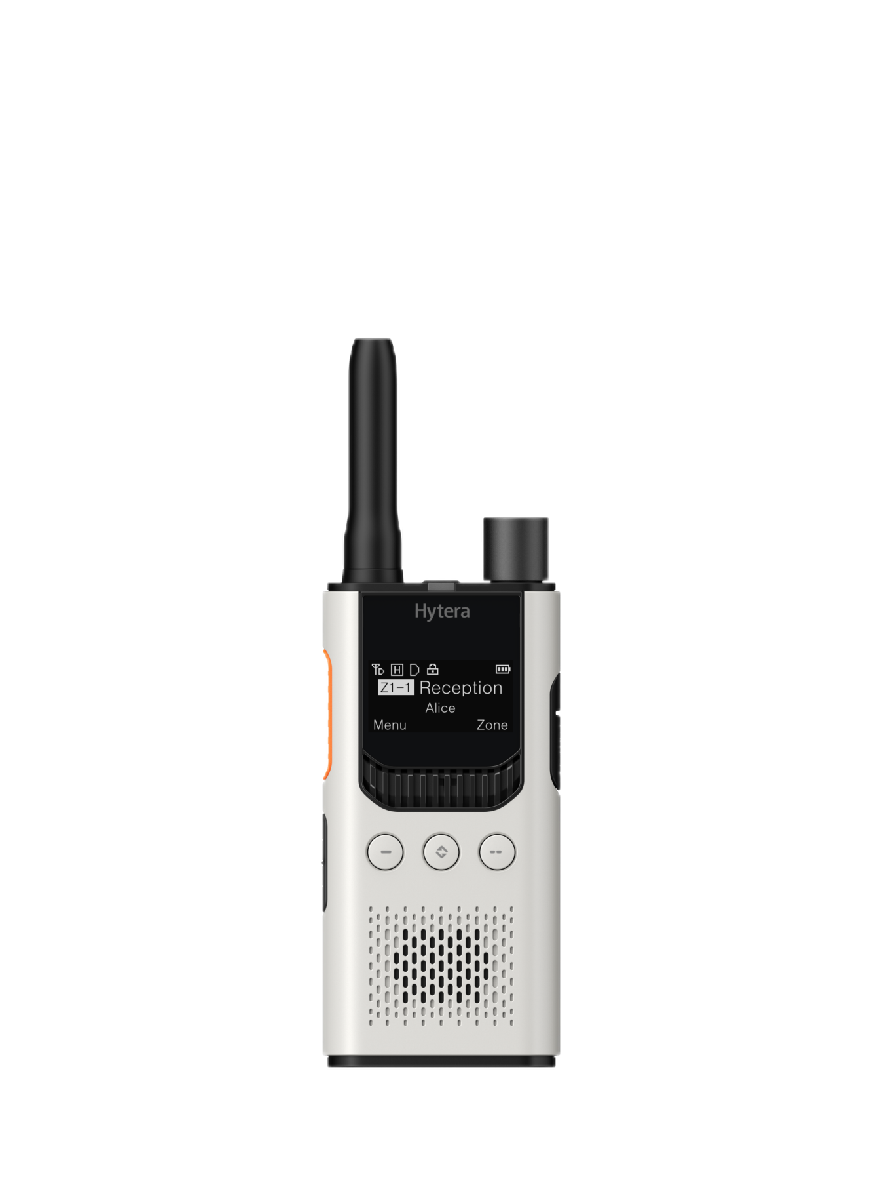 Hytera
H D
Z1-1 Reception
Alice
Menu Zone